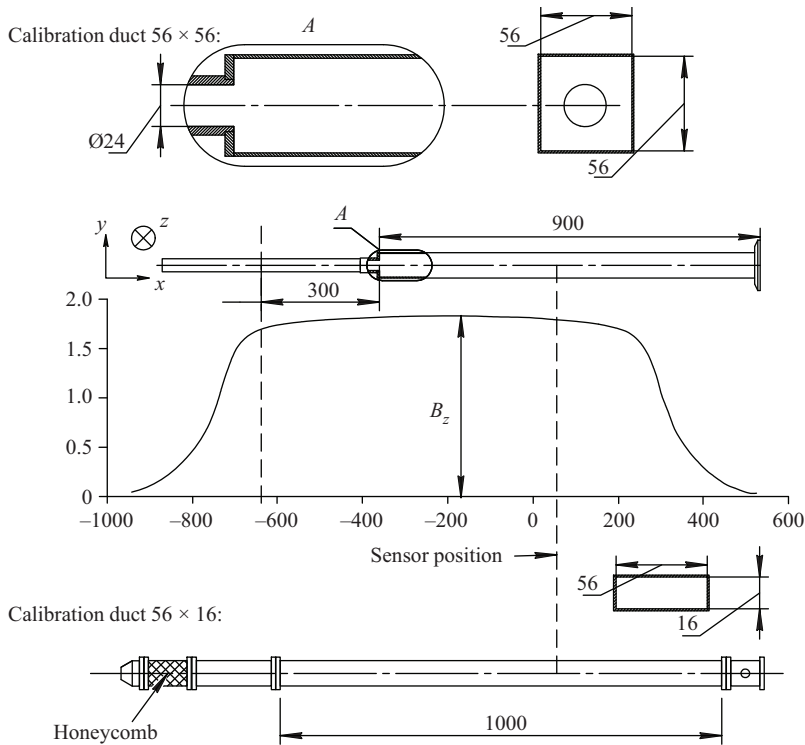 Calibration duct 56 × 56:
A
56
Ø24
56
y
z
x
A
900
300
2.0
1.5
1.0
0.5
0
B_z
–1000
–800
–600
–400
–200
0
200
400
600
Sensor position
56
16
Calibration duct 56 × 16:
Honeycomb
1000